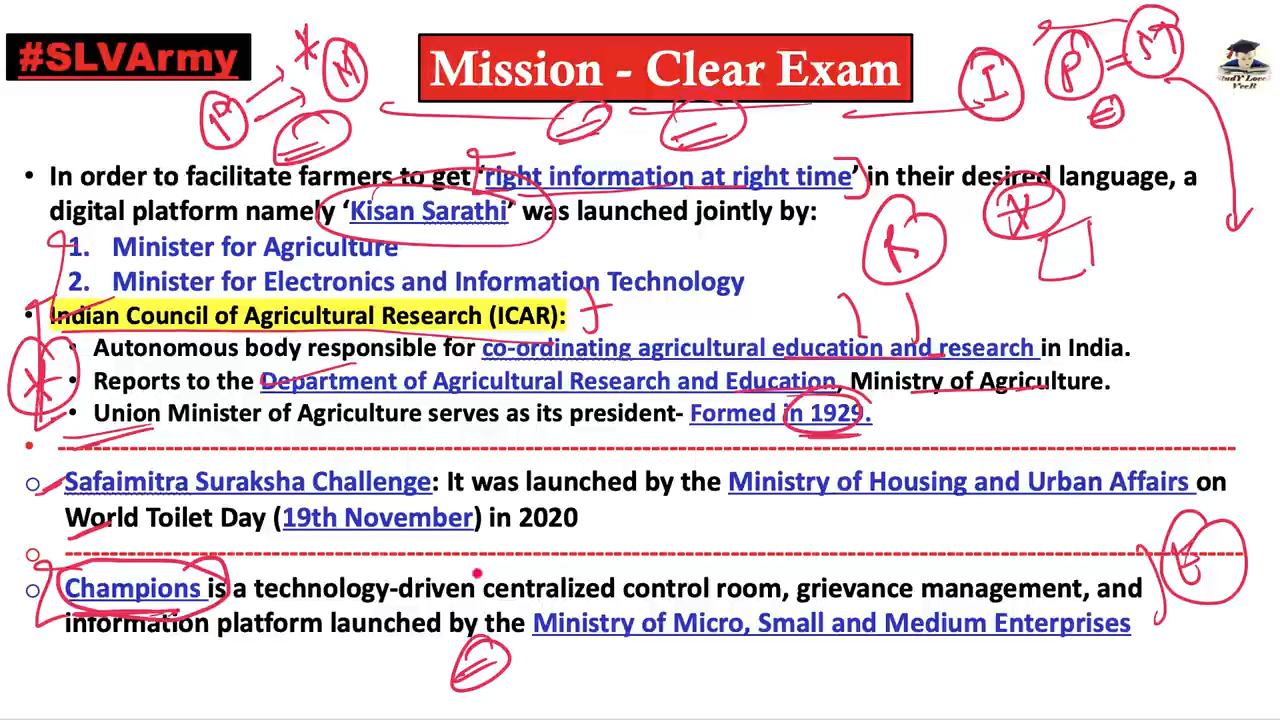 #SLVArmy
Mission - Clear Exam
StudY LoveR
VeeR
P
M
I
P
M
• In order to facilitate farmers to get ‘right information at right time’ in their desired language, a
digital platform namely ‘Kisan Sarathi’ was launched jointly by:
1. Minister for Agriculture
2. Minister for Electronics and Information Technology
• Indian Council of Agricultural Research (ICAR):
• Autonomous body responsible for co-ordinating agricultural education and research in India.
• Reports to the Department of Agricultural Research and Education, Ministry of Agriculture.
• Union Minister of Agriculture serves as its president- Formed in 1929.
○ Safaimitra Suraksha Challenge: It was launched by the Ministry of Housing and Urban Affairs on
World Toilet Day (19th November) in 2020
○ Champions is a technology-driven centralized control room, grievance management, and
information platform launched by the Ministry of Micro, Small and Medium Enterprises